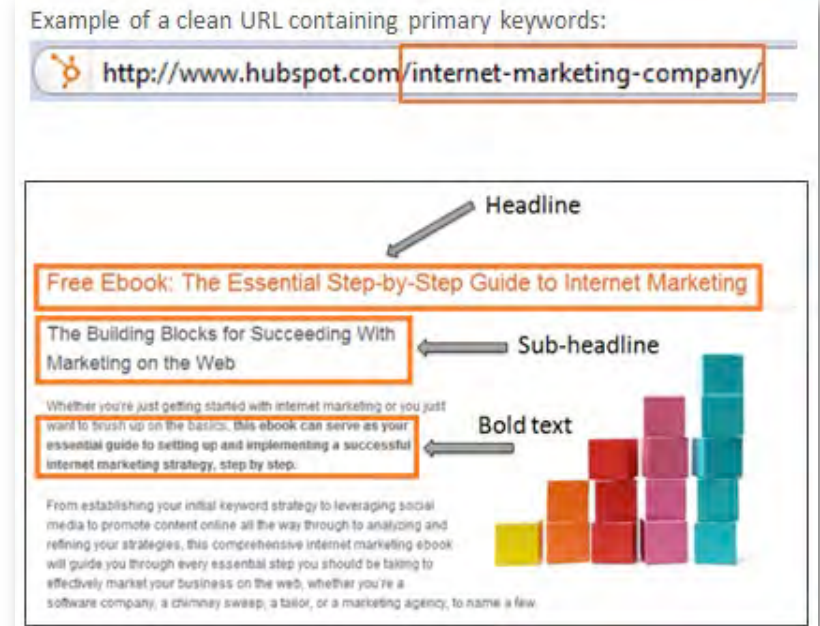 Example of a clean URL containing primary keywords:
http://www.hubspot.com/internet-marketing-company/
Headline
Free Ebook: The Essential Step-by-Step Guide to Internet Marketing
The Building Blocks for Succeeding With
Marketing on the Web
Sub-headline
Whether you're just getting started with internet marketing or you just
want to brush up on the basics, this ebook can serve as your
essential guide to setting up and implementing a successful
internet marketing strategy, step by step.
Bold text
From establishing your initial keyword strategy to leveraging social
media to promote content online all the way through to analyzing and
refining your strategies, this comprehensive internet marketing ebook
will guide you through every essential step you should be taking to
effectively market your business on the web, whether you're a
software company, a chimney sweep, a tailor, or a marketing agency, to name a few.